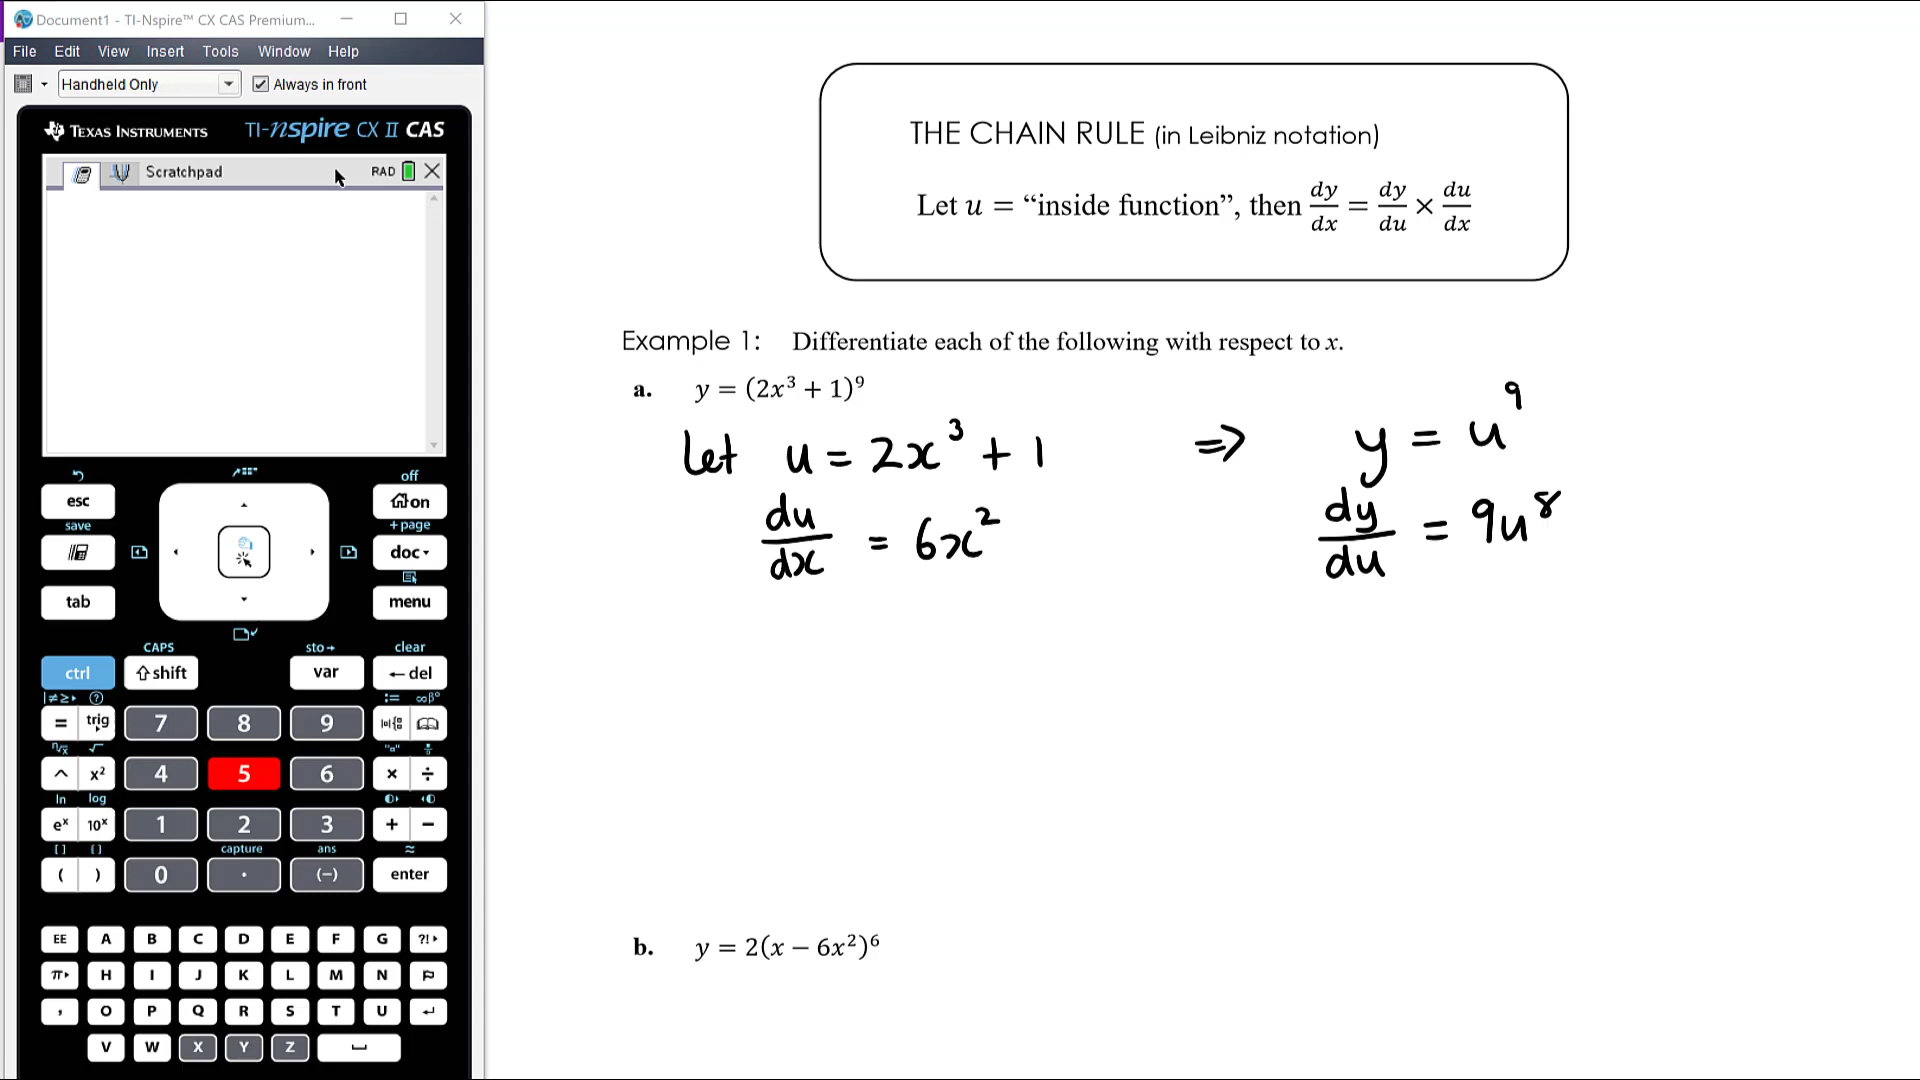 Document1 - TI-Nspire™ CX CAS Premium...
File Edit View Insert Tools Window Help
Handheld Only
Always in front
TEXAS INSTRUMENTS TI-nspire CX II CAS
Scratchpad RAD
off
esc
on
save
+ page
doc
tab
menu
CAPS
sto→
clear
ctrl
⇧shift
var
←del
|≠≥▸ ? := ∞β°
= trig 7 8 9
ⁿ√x √ "▫"
^ x² 4 5 6 × ÷
ln log
eˣ 10ˣ 1 2 3 + −
[ ] { } capture ans ≈
( ) 0 . (−) enter
EE A B C D E F G ?!▸
π▸ H I J K L M N
, O P Q R S T U ↵
V W X Y Z
THE CHAIN RULE (in Leibniz notation)
Let u = “inside function”, then dy/dx = dy/du × du/dx
Example 1: Differentiate each of the following with respect to x.
a. y = (2x³ + 1)⁹
let u = 2x³ + 1 ⇒ y = u⁹
du/dx = 6x² dy/du = 9u⁸
b. y = 2(x − 6x²)⁶